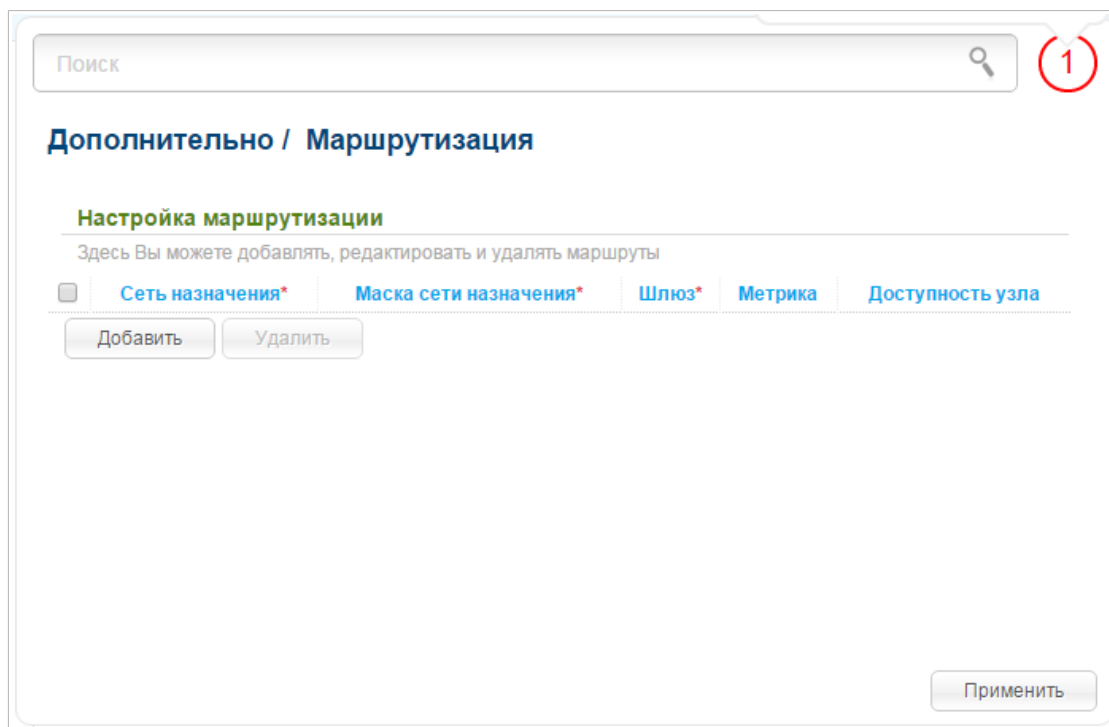 Поиск
1
Дополнительно / Маршрутизация
Настройка маршрутизации
Здесь Вы можете добавлять, редактировать и удалять маршруты
Сеть назначения* Маска сети назначения* Шлюз* Метрика Доступность узла
Добавить Удалить
Применить